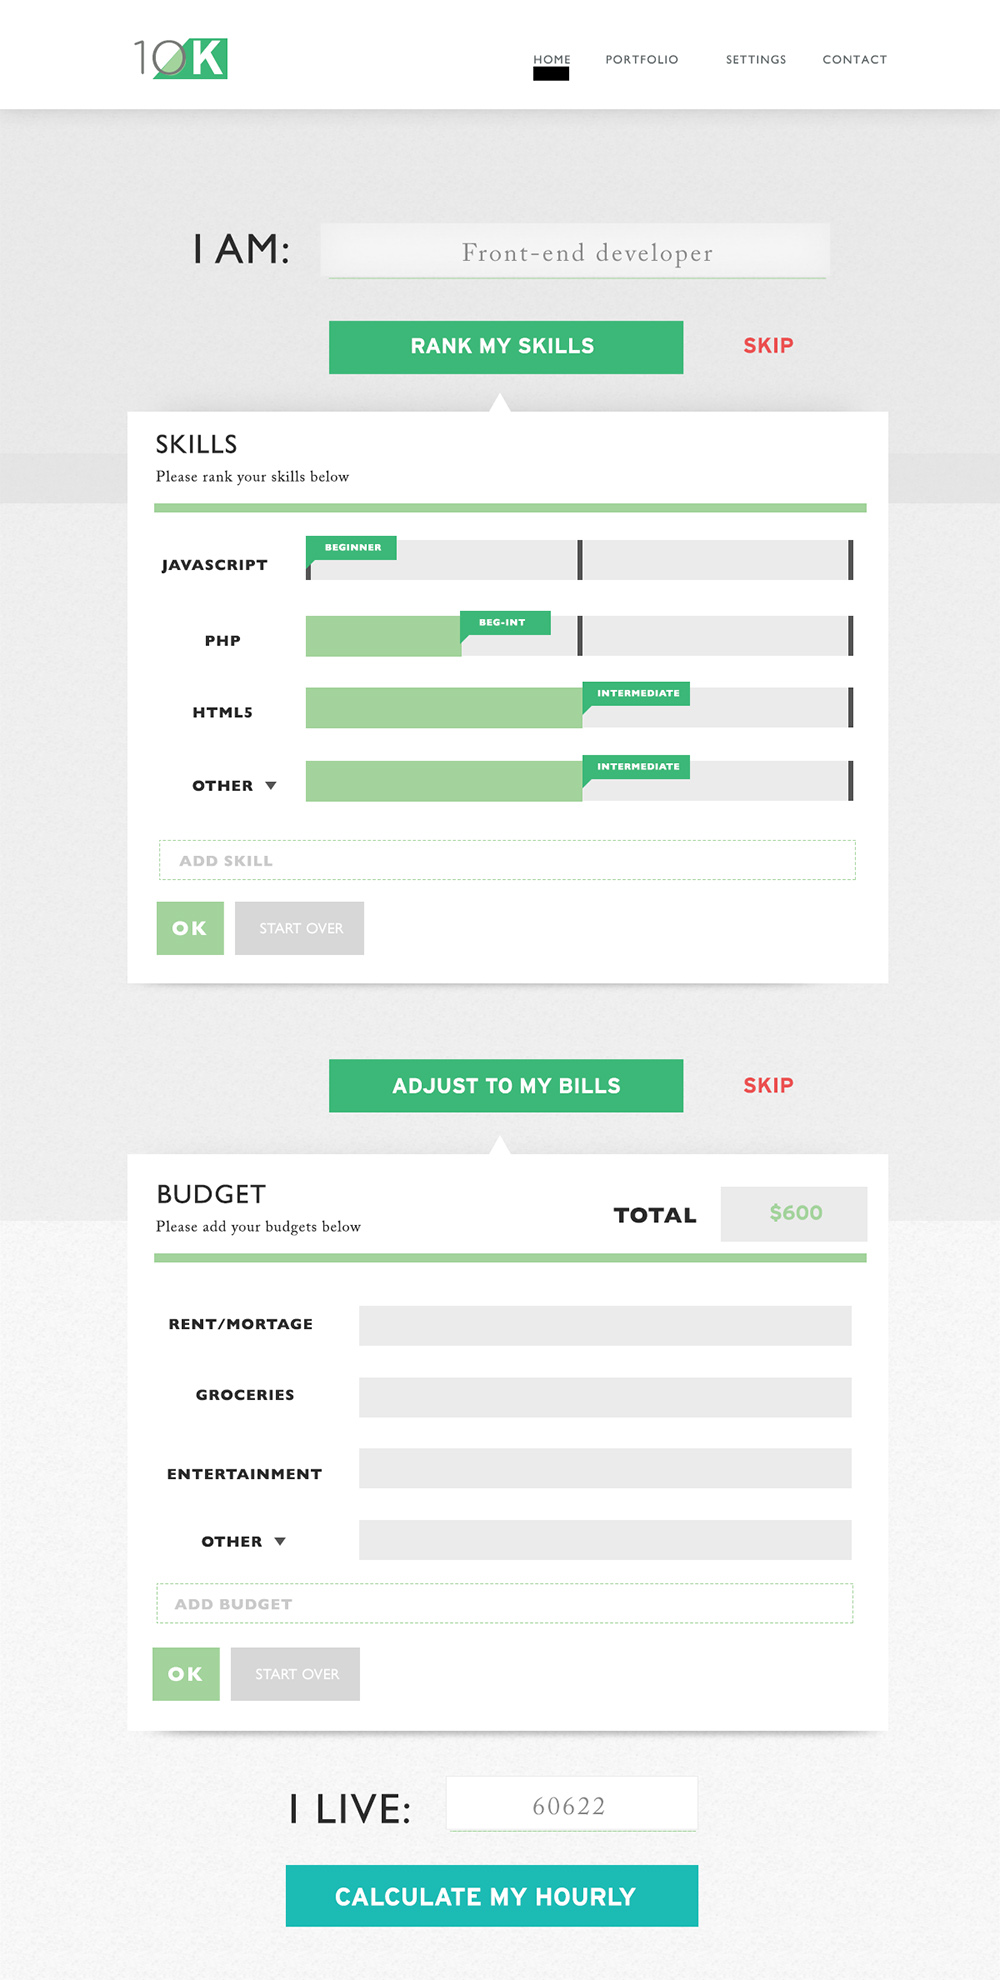 10K
HOME PORTFOLIO SETTINGS CONTACT
I AM: Front-end developer
RANK MY SKILLS SKIP
SKILLS
Please rank your skills below
JAVASCRIPT BEGINNER
PHP BEG-INT
HTML5 INTERMEDIATE
OTHER INTERMEDIATE
ADD SKILL
OK START OVER
ADJUST TO MY BILLS SKIP
BUDGET
TOTAL $600
Please add your budgets below
RENT/MORTAGE
GROCERIES
ENTERTAINMENT
OTHER
ADD BUDGET
OK START OVER
I LIVE: 60622
CALCULATE MY HOURLY